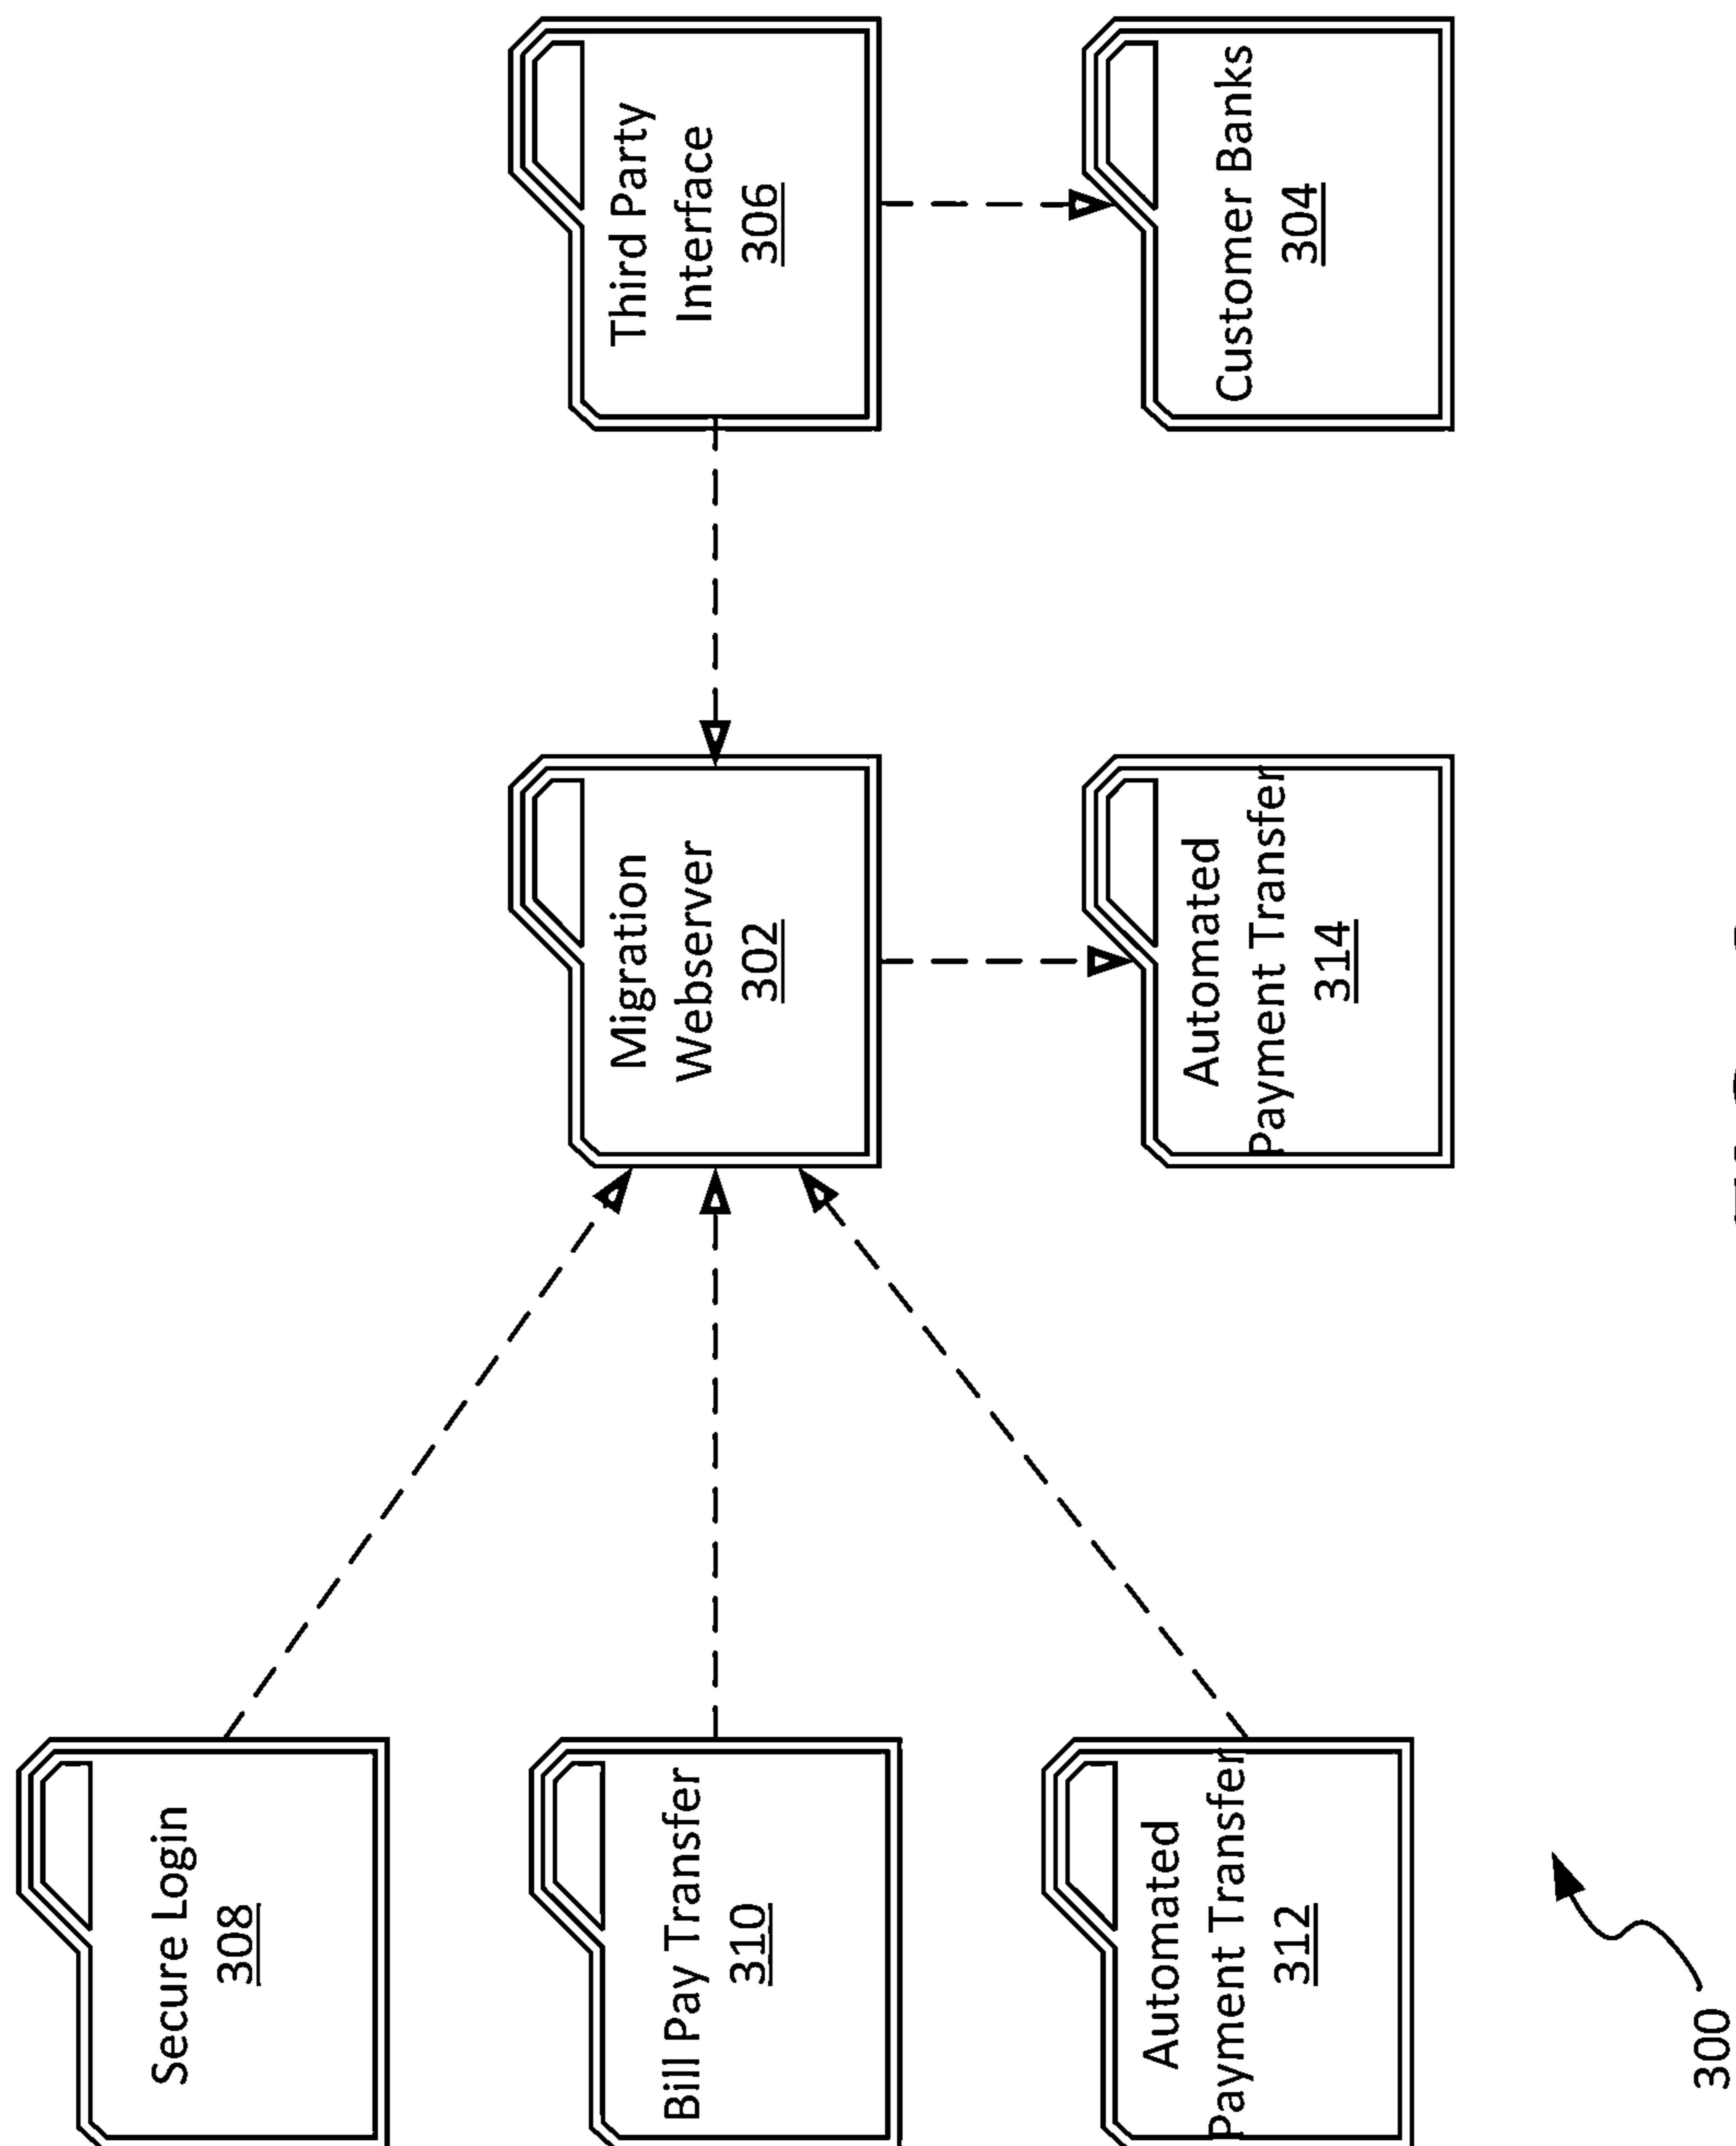 Secure Login
308
Bill Pay Transfer
310
Automated
Payment Transfer
312
Migration
Webserver
302
Automated
Payment Transfer
314
Third Party
Interface
306
Customer Banks
304
300